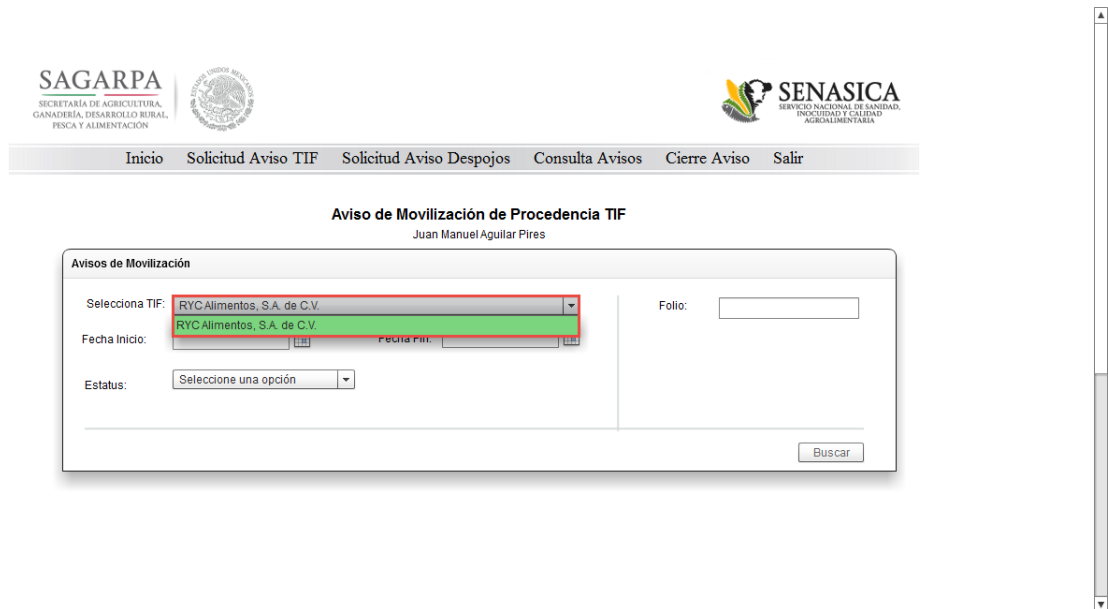 SAGARPA
SECRETARÍA DE AGRICULTURA,
GANADERÍA, DESARROLLO RURAL,
PESCA Y ALIMENTACIÓN
ESTADOS UNIDOS MEXICANOS
SENASICA
SERVICIO NACIONAL DE SANIDAD,
INOCUIDAD Y CALIDAD
AGROALIMENTARIA
Inicio Solicitud Aviso TIF Solicitud Aviso Despojos Consulta Avisos Cierre Aviso Salir
Aviso de Movilización de Procedencia TIF
Juan Manuel Aguilar Pires
Avisos de Movilización
Selecciona TIF: RYC Alimentos, S.A. de C.V. Folio:
RYC Alimentos, S.A. de C.V.
Fecha Inicio: Fecha Fin:
Estatus: Seleccione una opción
Buscar